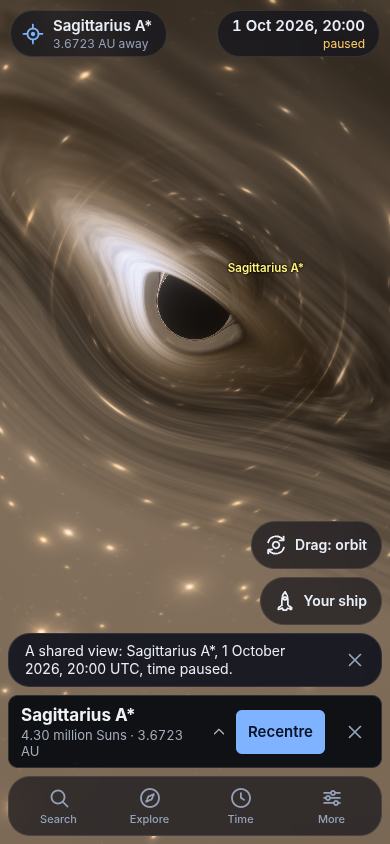 Sagittarius A*
3.6723 AU away
1 Oct 2026, 20:00
paused
Sagittarius A*
Drag: orbit
Your ship
A shared view: Sagittarius A*, 1 October
2026, 20:00 UTC, time paused.
Sagittarius A*
4.30 million Suns · 3.6723
AU
Recentre
Search
Explore
Time
More